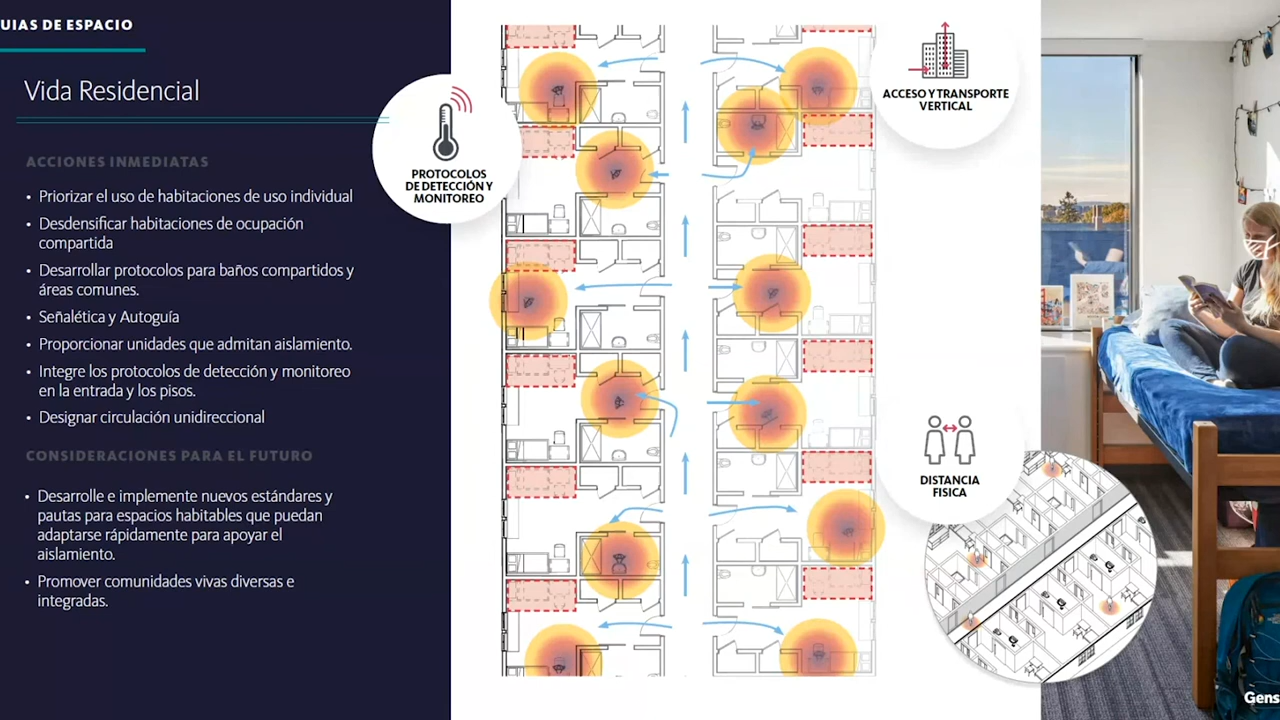 UIAS DE ESPACIO
Vida Residencial
ACCIONES INMEDIATAS
• Priorizar el uso de habitaciones de uso individual
• Desdensificar habitaciones de ocupación
compartida
• Desarrollar protocolos para baños compartidos y
áreas comunes.
• Señalética y Autoguía
• Proporcionar unidades que admitan aislamiento.
• Integre los protocolos de detección y monitoreo
en la entrada y los pisos.
• Designar circulación unidireccional
CONSIDERACIONES PARA EL FUTURO
• Desarrolle e implemente nuevos estándares y
pautas para espacios habitables que puedan
adaptarse rápidamente para apoyar el
aislamiento.
• Promover comunidades vivas diversas e
integradas.
PROTOCOLOS
DE DETECCIÓN Y
MONITOREO
ACCESO Y TRANSPORTE
VERTICAL
DISTANCIA
FISICA
Gens